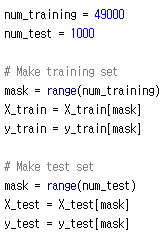 num_training = 49000
num_test = 1000
# Make training set
mask = range(num_training)
X_train = X_train[mask]
y_train = y_train[mask]
# Make test set
mask = range(num_test)
X_test = X_test[mask]
y_test = y_test[mask]